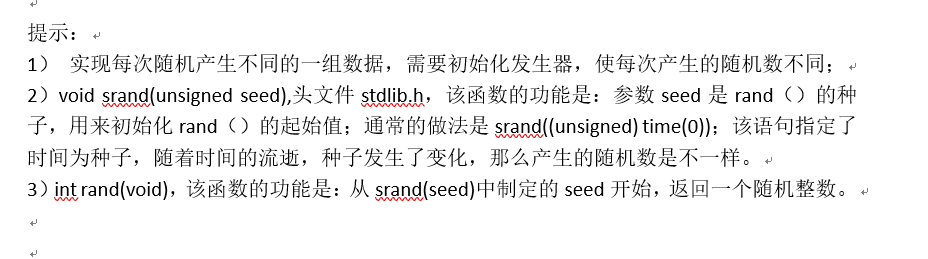 提示：
1） 实现每次随机产生不同的一组数据，需要初始化发生器，使每次产生的随机数不同；
2）void srand(unsigned seed),头文件 stdlib.h，该函数的功能是：参数 seed 是 rand（）的种
子，用来初始化 rand（）的起始值；通常的做法是 srand((unsigned) time(0))；该语句指定了
时间为种子，随着时间的流逝，种子发生了变化，那么产生的随机数是不一样。
3）int rand(void)，该函数的功能是：从 srand(seed)中制定的 seed 开始，返回一个随机整数。